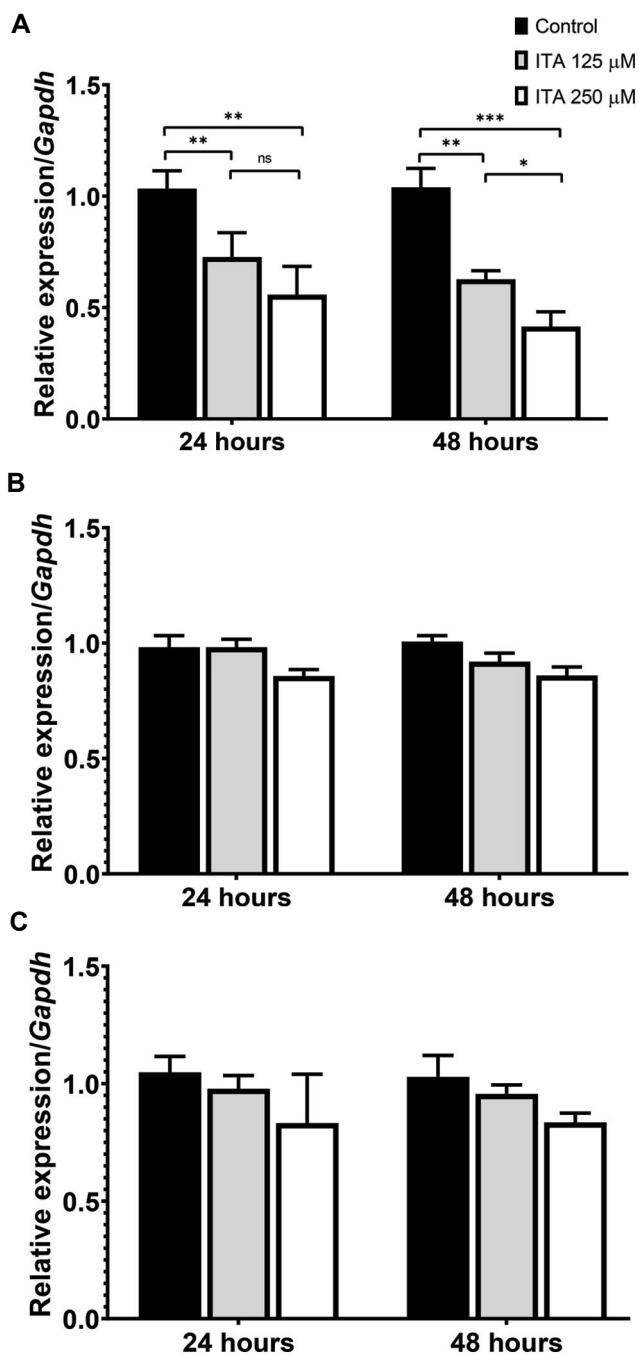 A
Control
ITA 125 μM
ITA 250 μM
Relative expression/Gapdh
1.5
1.0
0.5
0.0
** ***
** **
ns *
24 hours 48 hours
B
Relative expression/Gapdh
1.5
1.0
0.5
0.0
24 hours 48 hours
C
Relative expression/Gapdh
1.5
1.0
0.5
0.0
24 hours 48 hours